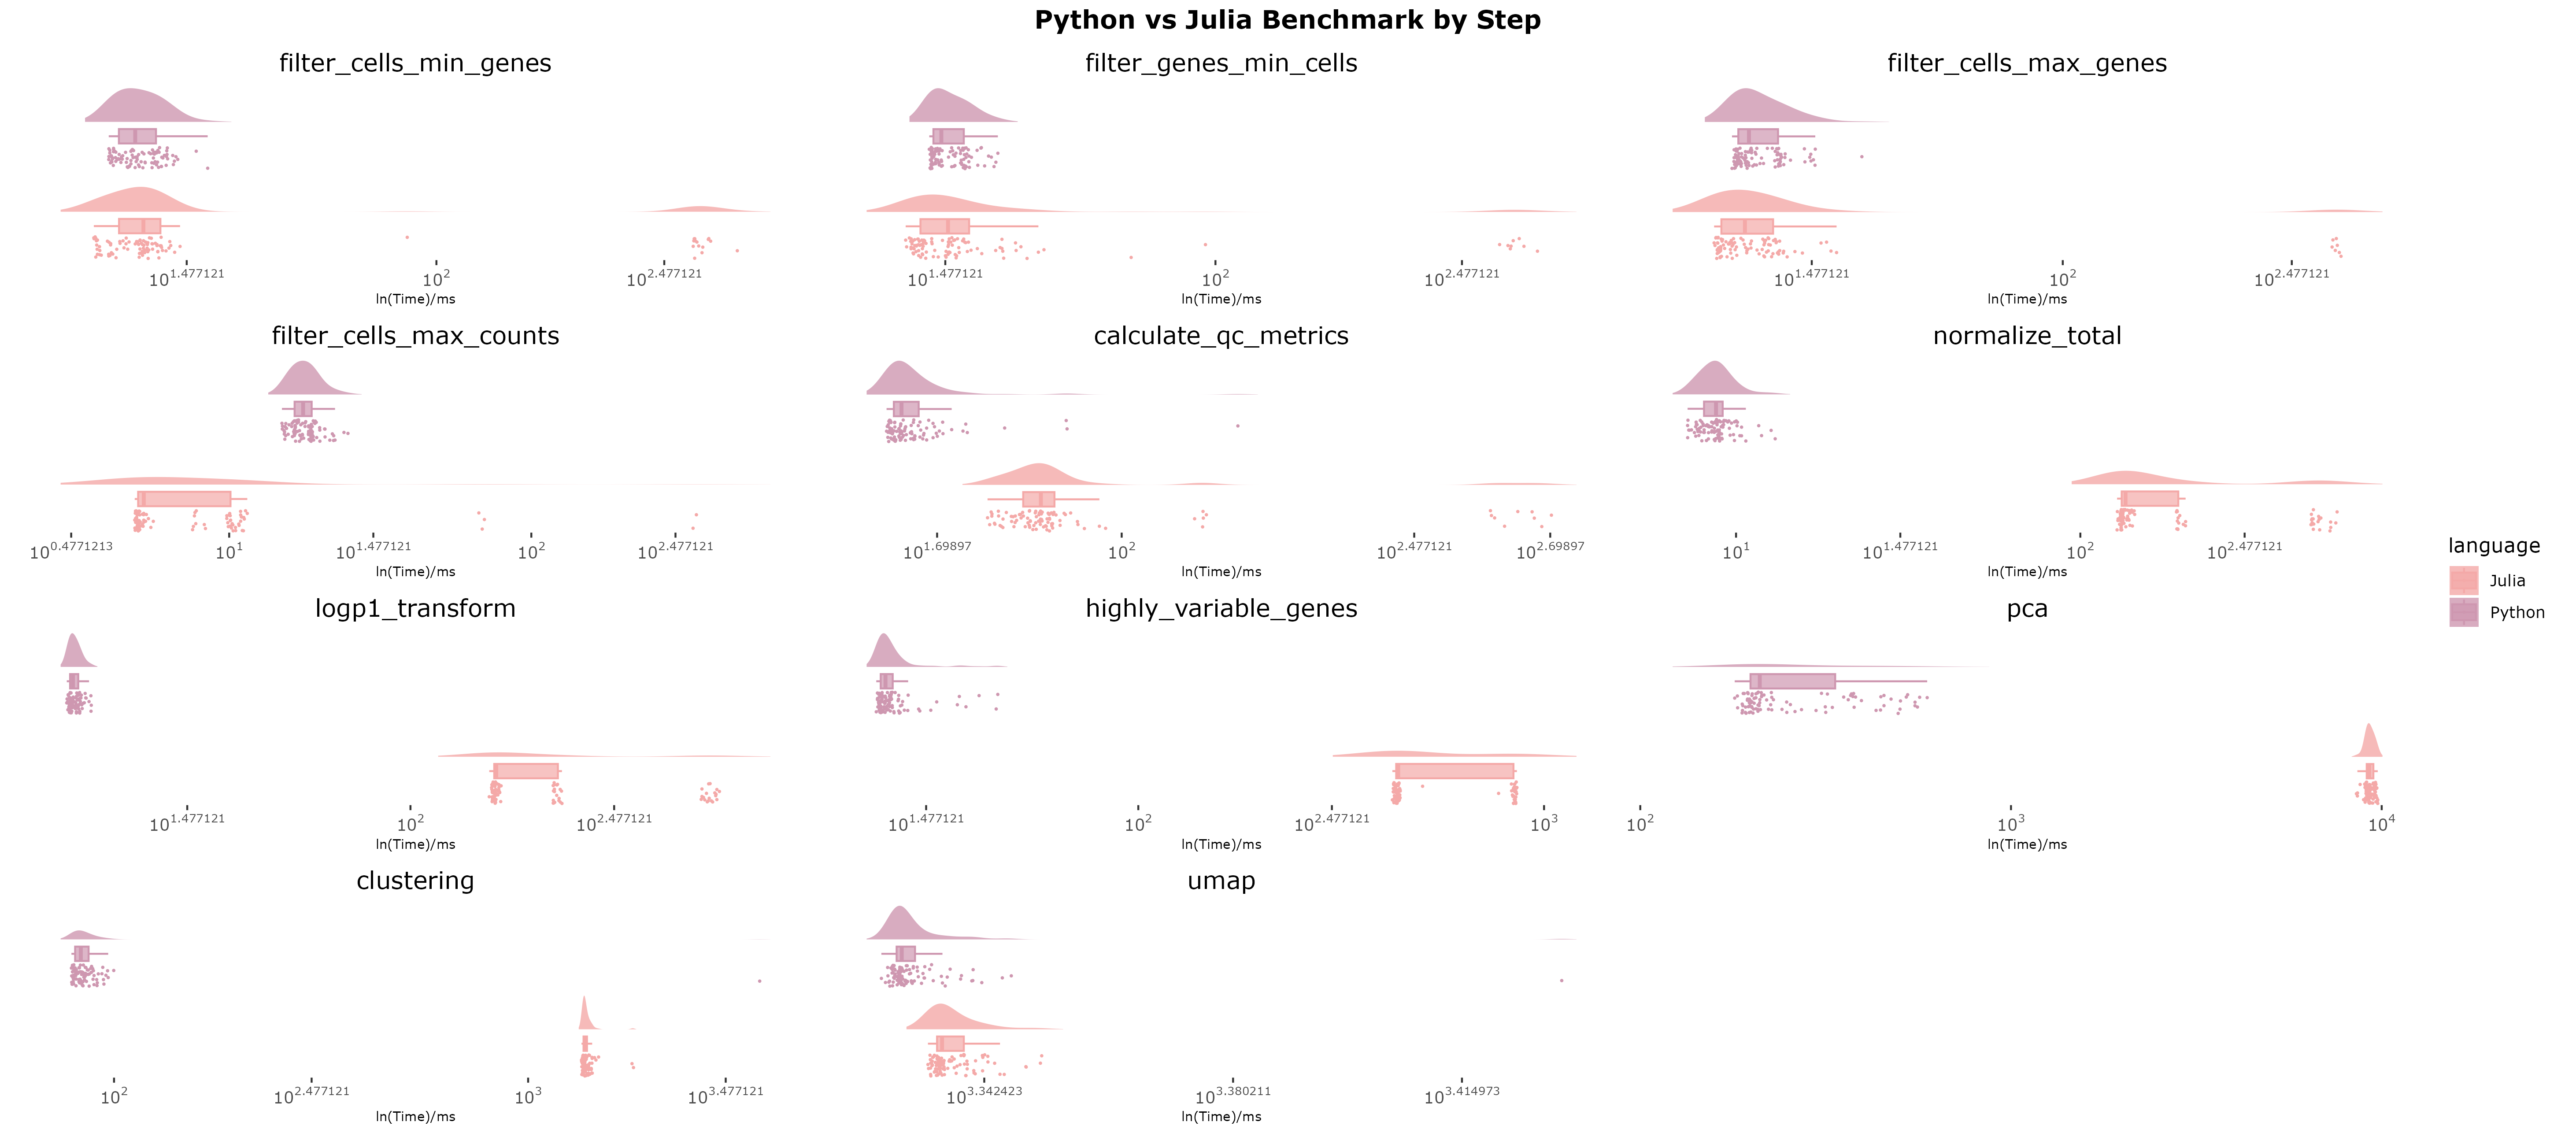 Python vs Julia Benchmark by Step
filter_cells_min_genes
10^1.477121 10^2 10^2.477121
ln(Time)/ms
filter_genes_min_cells
10^1.477121 10^2 10^2.477121
ln(Time)/ms
filter_cells_max_genes
10^1.477121 10^2 10^2.477121
ln(Time)/ms
filter_cells_max_counts
10^0.4771213 10^1 10^1.477121 10^2 10^2.477121
ln(Time)/ms
calculate_qc_metrics
10^1.69897 10^2 10^2.477121 10^2.69897
ln(Time)/ms
normalize_total
10^1 10^1.477121 10^2 10^2.477121
ln(Time)/ms
logp1_transform
10^1.477121 10^2 10^2.477121
ln(Time)/ms
highly_variable_genes
10^1.477121 10^2 10^2.477121 10^3
ln(Time)/ms
pca
10^2 10^3 10^4
ln(Time)/ms
clustering
10^2 10^2.477121 10^3 10^3.477121
ln(Time)/ms
umap
10^3.342423 10^3.380211 10^3.414973
ln(Time)/ms
language
Julia
Python